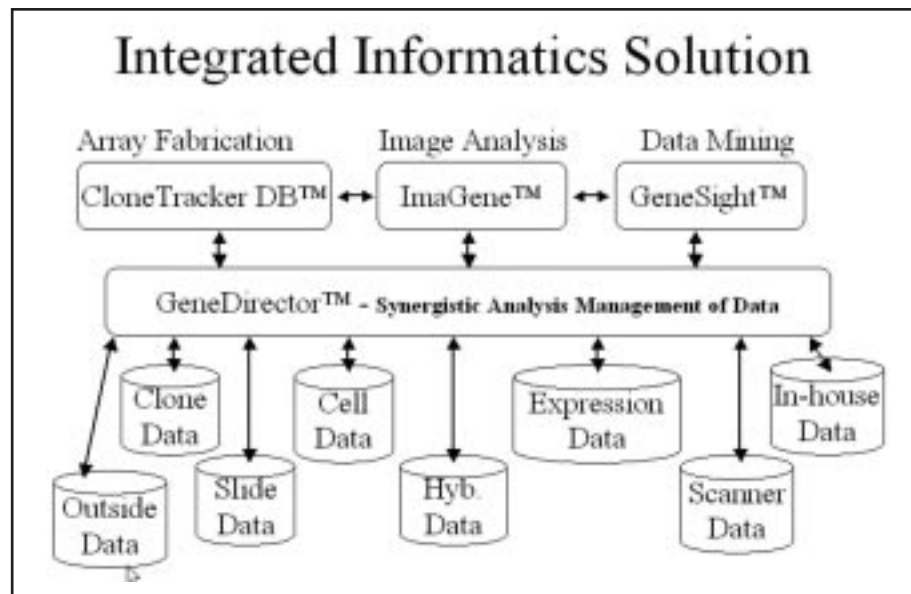 Integrated Informatics Solution
Array Fabrication
Image Analysis
Data Mining
CloneTracker DB™
ImaGene™
GeneSight™
GeneDirector™ - Synergistic Analysis Management of Data
Clone
Data
Cell
Data
Expression
Data
In-house
Data
Outside
Data
Slide
Data
Hyb.
Data
Scanner
Data